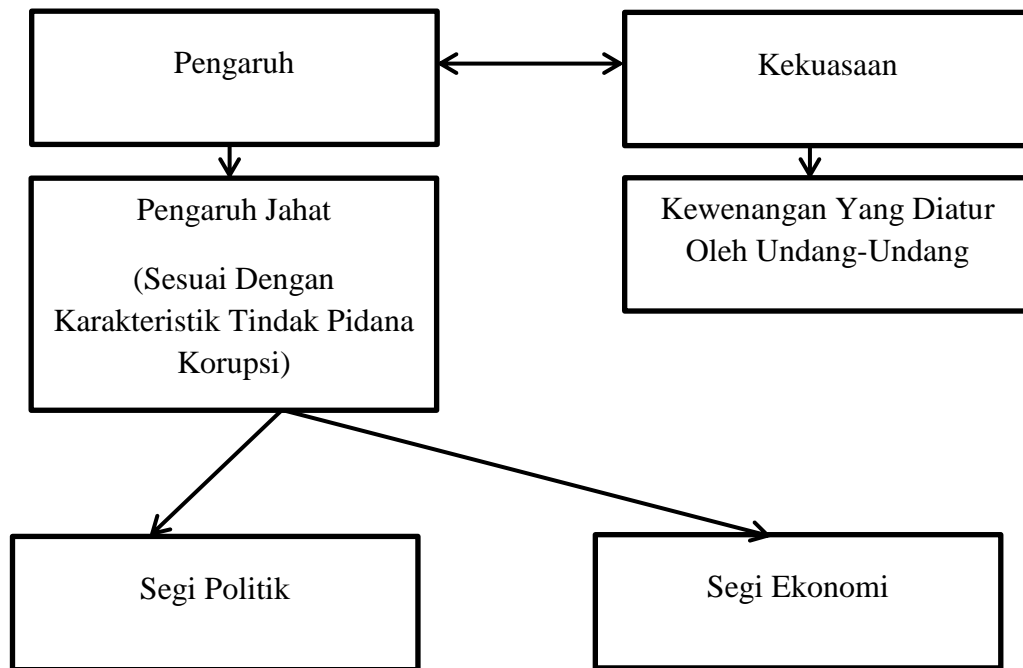 Pengaruh
Kekuasaan
Pengaruh Jahat
(Sesuai Dengan
Karakteristik Tindak Pidana
Korupsi)
Kewenangan Yang Diatur
Oleh Undang-Undang
Segi Politik
Segi Ekonomi